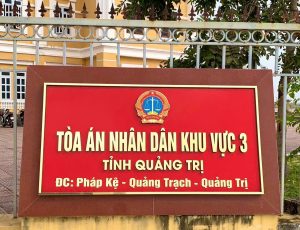 TÒA ÁN NHÂN DÂN KHU VỰC 3
TỈNH QUẢNG TRỊ
ĐC: Pháp Kệ - Quảng Trạch - Quảng Trị